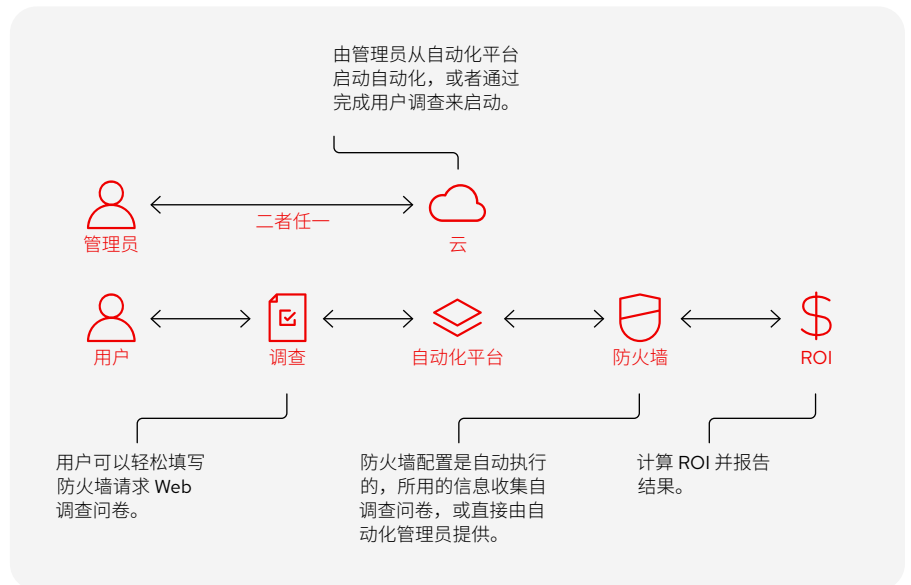 由管理员从自动化平台
启动自动化，或者通过
完成用户调查来启动。
二者任一
管理员
云
用户
调查
自动化平台
防火墙
ROI
用户可以轻松填写
防火墙请求 Web
调查问卷。
防火墙配置是自动执行
的，所用的信息收集自
调查问卷，或直接由自
动化管理员提供。
计算 ROI 并报告
结果。